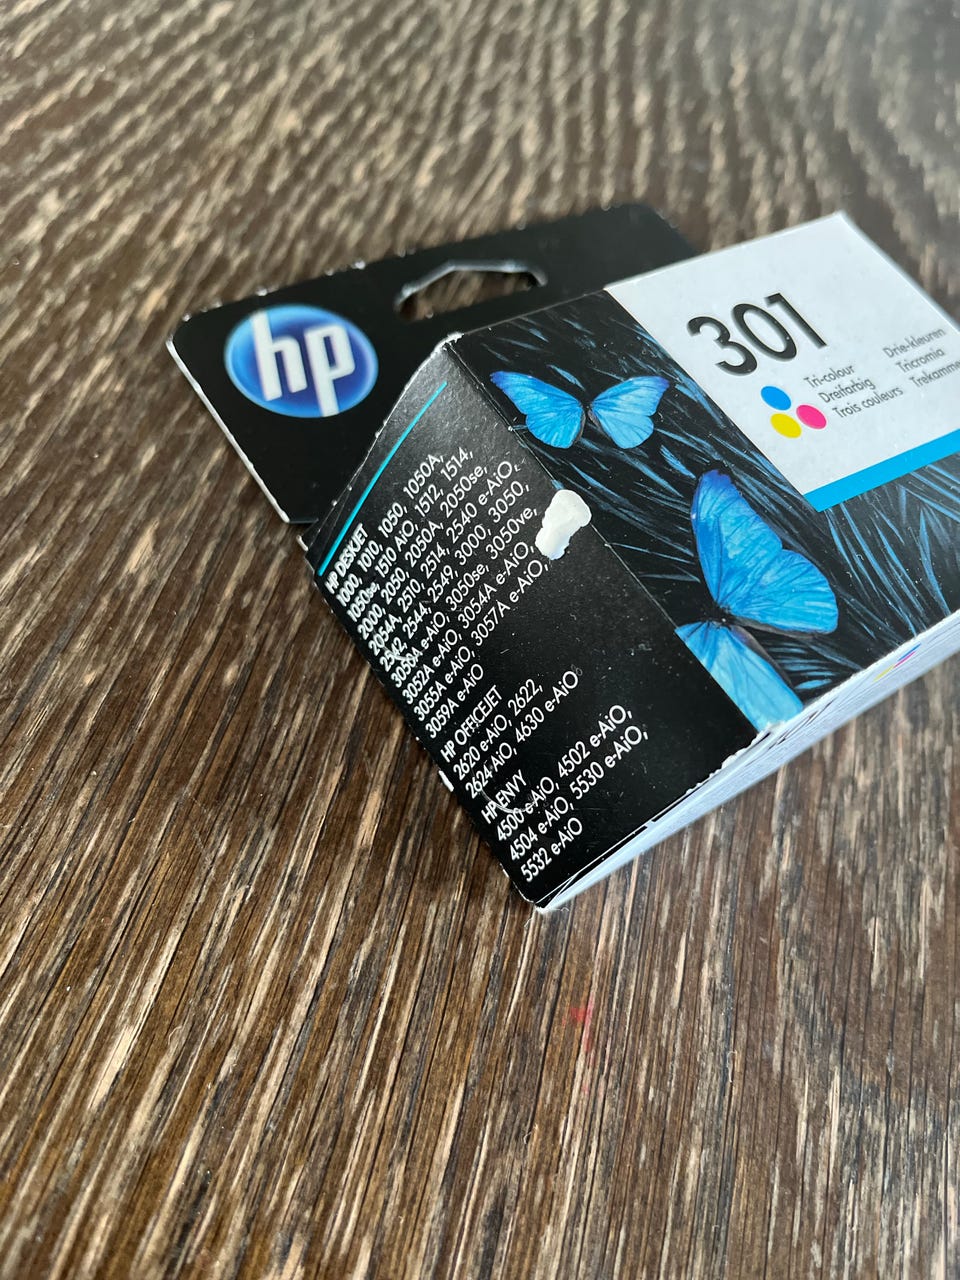 hp
301
Tri-colour
Dreifarbig
Trois couleurs
Drie-kleuren
Tricromia
HP DESKJET
1000, 1010, 1050, 1050A,
1050se, 1510 AiO, 1512, 1514,
2000, 2050, 2050A, 2050se,
2054A, 2510, 2514, 2540 e-AiO,
2542, 2544, 2549, 3000, 3050,
3050A e-AiO, 3050se, 3050ve,
3052A e-AiO, 3054A e-AiO,
3055A e-AiO, 3057A e-AiO,
3059A e-AiO
HP OFFICEJET
2620 e-AiO, 2622,
2624 AiO, 4630 e-AiO
HP ENVY
4500 e-AiO, 4502 e-AiO,
4504 e-AiO, 5530 e-AiO,
5532 e-AiO